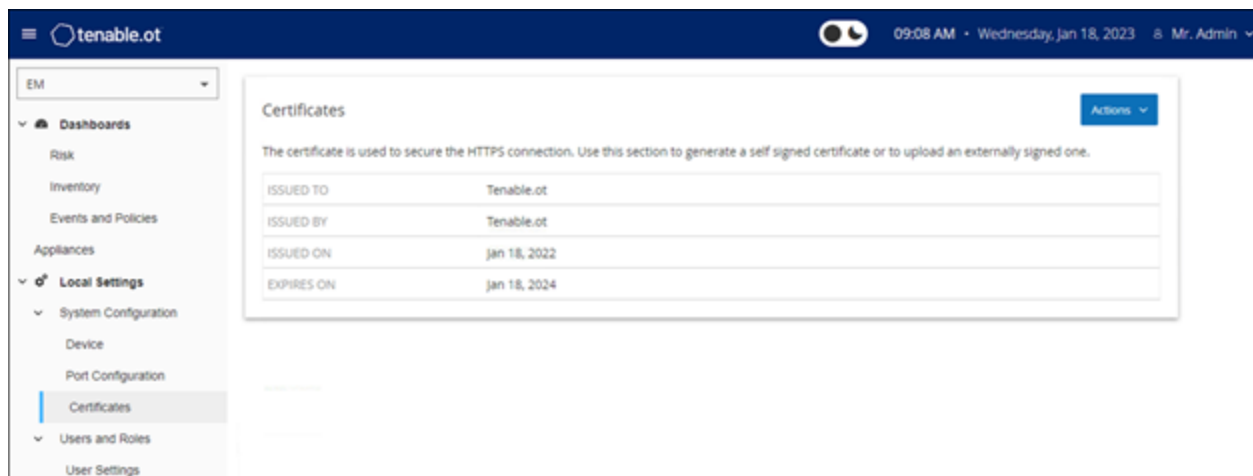 tenable.ot
09:08 AM • Wednesday, Jan 18, 2023 Mr. Admin
EM
Dashboards
Risk
Inventory
Events and Policies
Appliances
Local Settings
System Configuration
Device
Port Configuration
Certificates
Users and Roles
User Settings
Certificates
Actions
The certificate is used to secure the HTTPS connection. Use this section to generate a self signed certificate or to upload an externally signed one.
ISSUED TO Tenable.ot
ISSUED BY Tenable.ot
ISSUED ON Jan 18, 2022
EXPIRES ON Jan 18, 2024